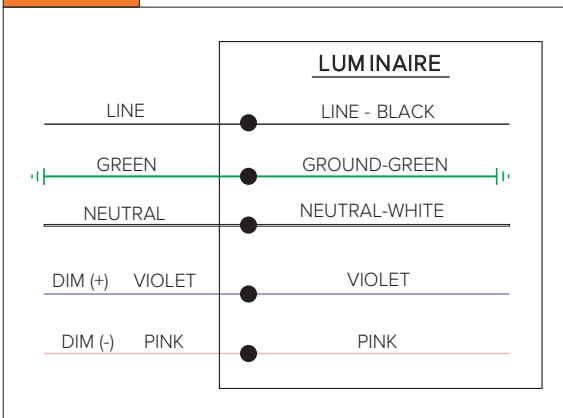 LUMINAIRE
LINE LINE - BLACK
GREEN GROUND-GREEN
NEUTRAL NEUTRAL-WHITE
DIM (+) VIOLET VIOLET
DIM (-) PINK PINK